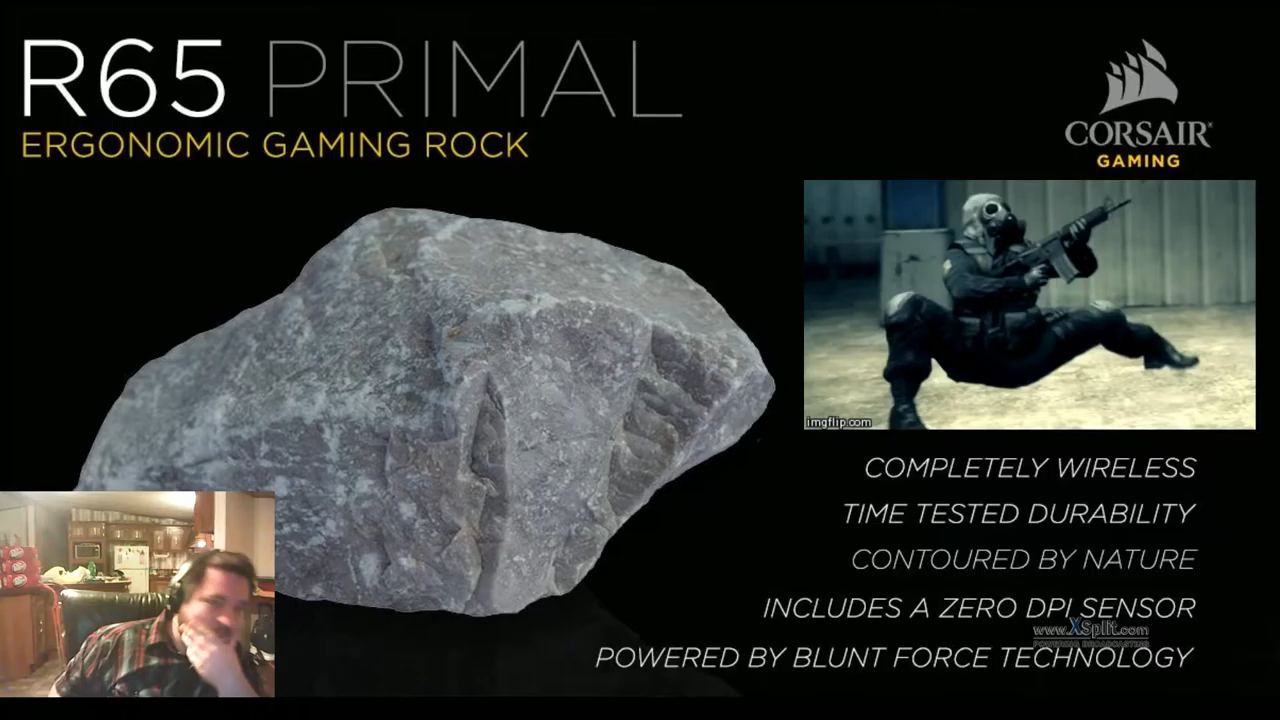 R65 PRIMAL
ERGONOMIC GAMING ROCK
CORSAIR
GAMING
imgflip.com
COMPLETELY WIRELESS
TIME TESTED DURABILITY
CONTOURED BY NATURE
INCLUDES A ZERO DPI SENSOR
www.XSplit.com
POWERED BY BLUNT FORCE TECHNOLOGY